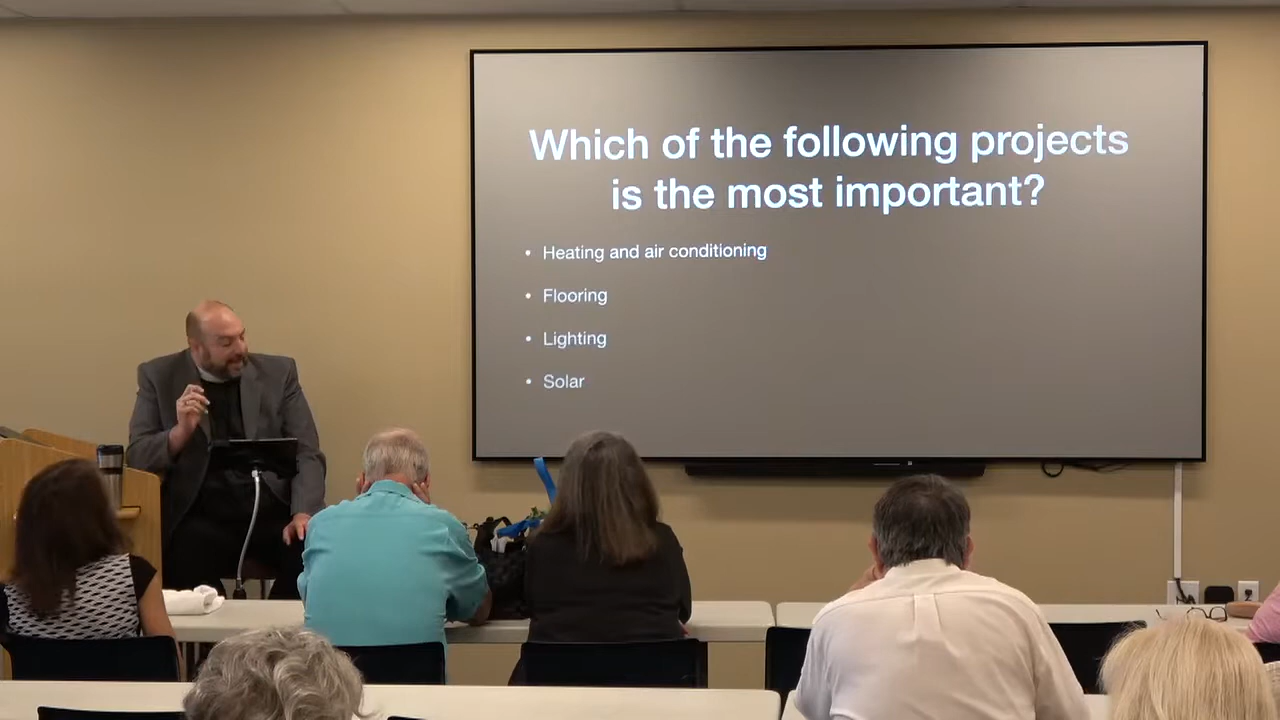 Which of the following projects
is the most important?
• Heating and air conditioning
• Flooring
• Lighting
• Solar